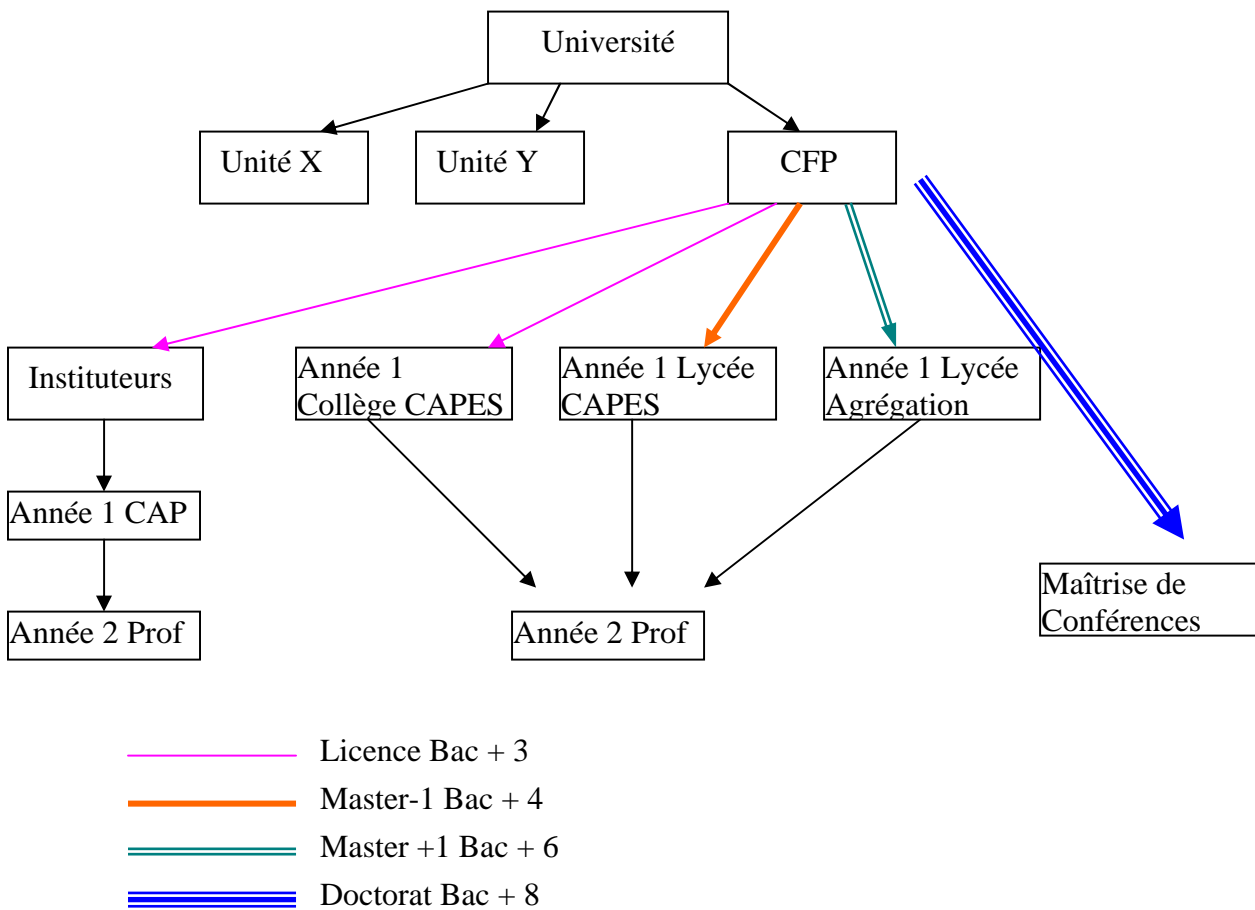 Université
Unité X
Unité Y
CFP
Instituteurs
Année 1
Collège CAPES
Année 1 Lycée
CAPES
Année 1 Lycée
Agrégation
Année 1 CAP
Maîtrise de
Conférences
Année 2 Prof
Année 2 Prof
Licence Bac + 3
Master-1 Bac + 4
Master +1 Bac + 6
Doctorat Bac + 8